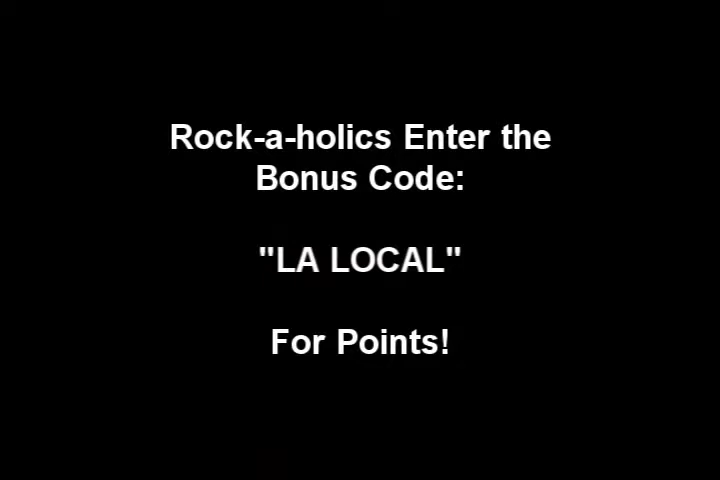 Rock-a-holics Enter the
Bonus Code:
"LA LOCAL"
For Points!